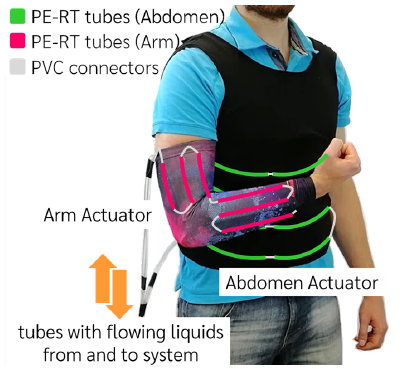 PE-RT tubes (Abdomen)
PE-RT tubes (Arm)
PVC connectors
Arm Actuator
Abdomen Actuator
tubes with flowing liquids
from and to system